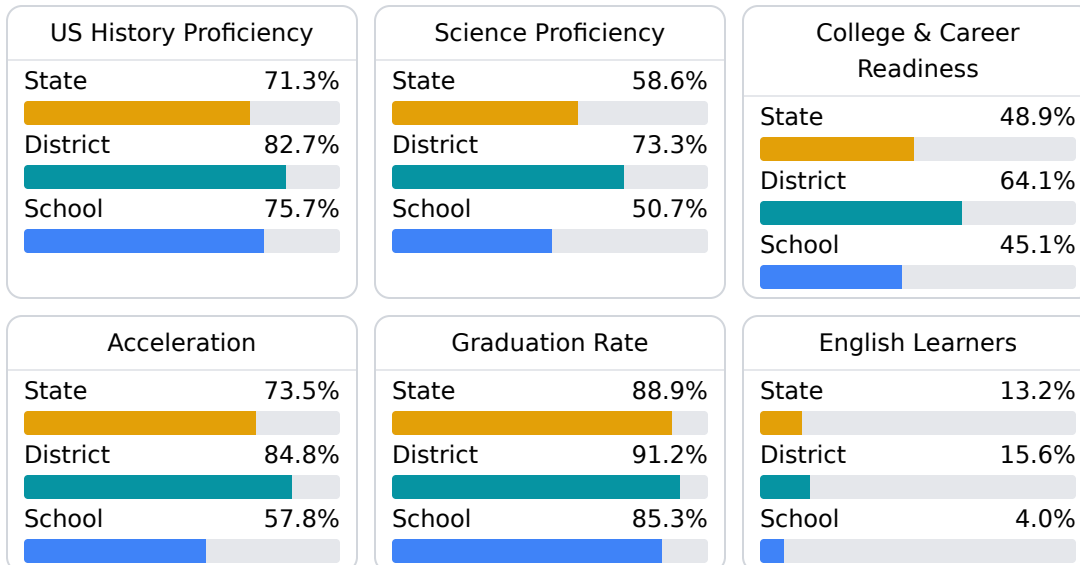 US History Proficiency
State 71.3%
District 82.7%
School 75.7%
Science Proficiency
State 58.6%
District 73.3%
School 50.7%
College & Career
Readiness
State 48.9%
District 64.1%
School 45.1%
Acceleration
State 73.5%
District 84.8%
School 57.8%
Graduation Rate
State 88.9%
District 91.2%
School 85.3%
English Learners
State 13.2%
District 15.6%
School 4.0%